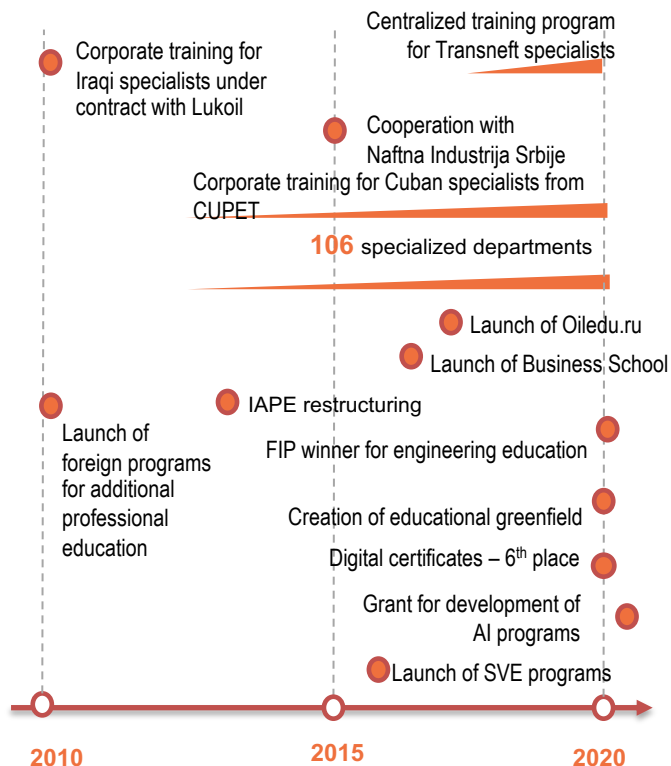 Centralized training program
for Transneft specialists
Corporate training for
Iraqi specialists under
contract with Lukoil
Cooperation with
Naftna Industrija Srbije
Corporate training for Cuban specialists from
CUPET
106 specialized departments
Launch of Oiledu.ru
Launch of Business School
IAPE restructuring
Launch of
foreign programs
for additional
professional
education
FIP winner for engineering education
Creation of educational greenfield
Digital certificates – 6th place
Grant for development of
AI programs
Launch of SVE programs
2010
2015
2020